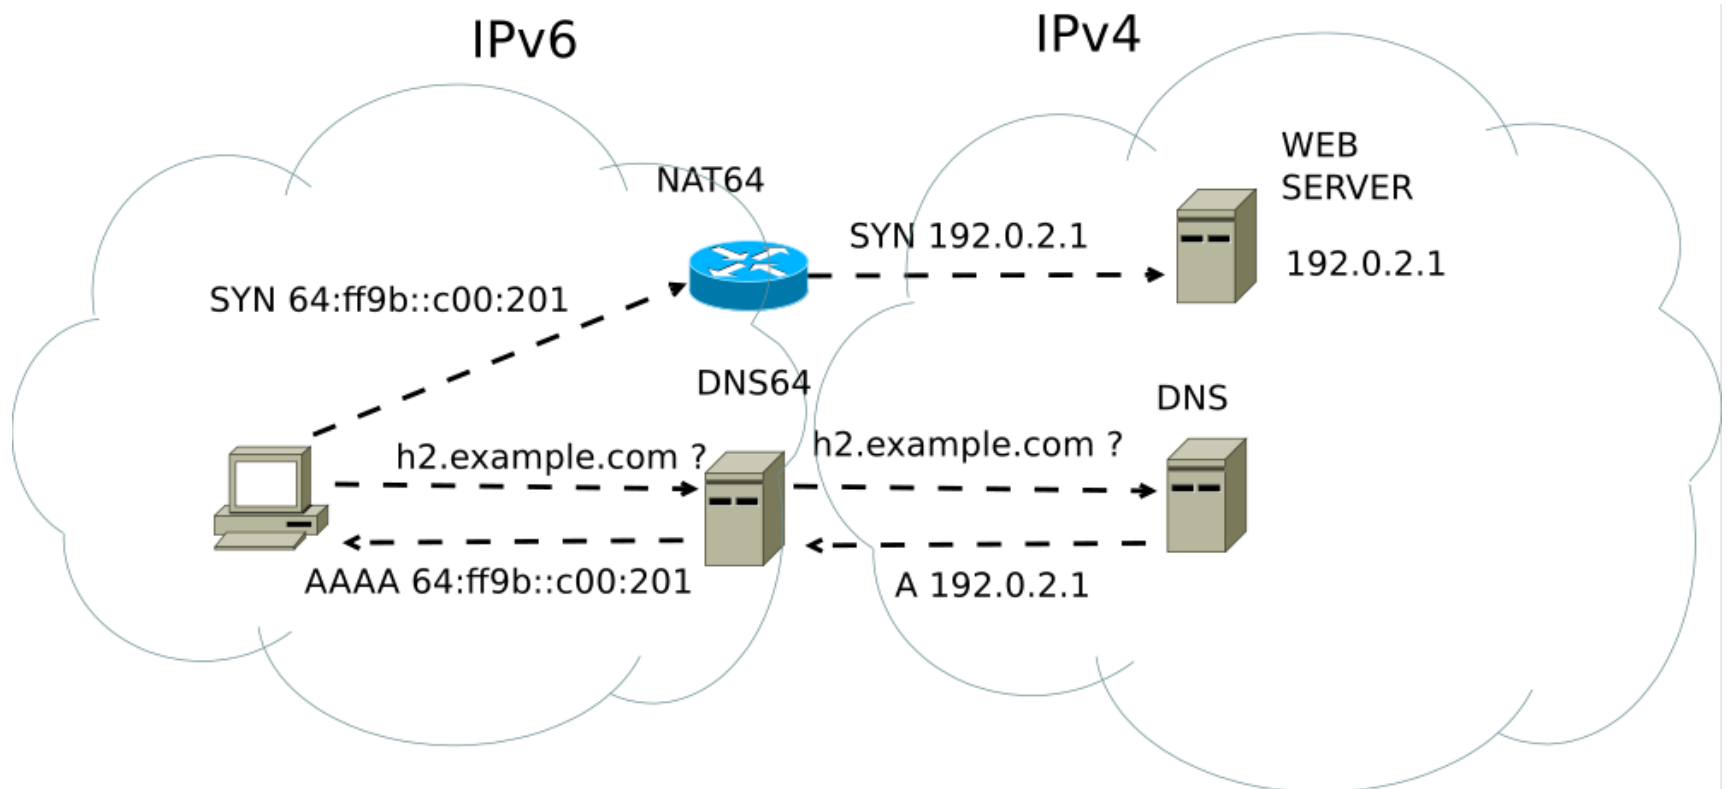 IPv6
IPv4
WEB
SERVER
NAT64
SYN 192.0.2.1
192.0.2.1
SYN 64:ff9b::c00:201
DNS64
DNS
h2.example.com ?
h2.example.com ?
AAAA 64:ff9b::c00:201
A 192.0.2.1